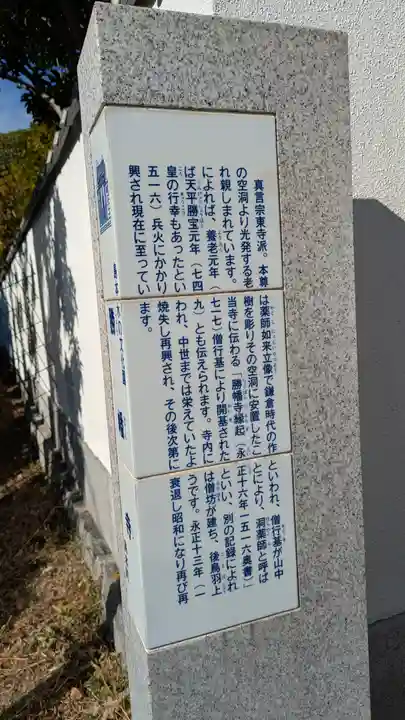 真言宗東寺派。本尊は薬師如来立像で鎌倉時代の作といわれ、僧行基が山中
の空洞より光発する老樹を彫りその空洞に安置したことにより、洞薬師と呼ば
れ親しまれています。当寺に伝わる「勝幡寺縁起(永正十六年一五一六奥書)」
によれば、養老元年(七一七)僧行基により開基されたといい、別の記録によれ
ば天平勝宝元年(七四九)とも伝えられます。寺内には僧坊が建ち、後鳥羽上
皇の行幸もあったといわれ、中世までは栄えていたようです。永正十三年(一
五一六)兵火にかかり焼失し再興され、その後次第に衰退し昭和になり再び再
興され現在に至っています。
勝幡寺